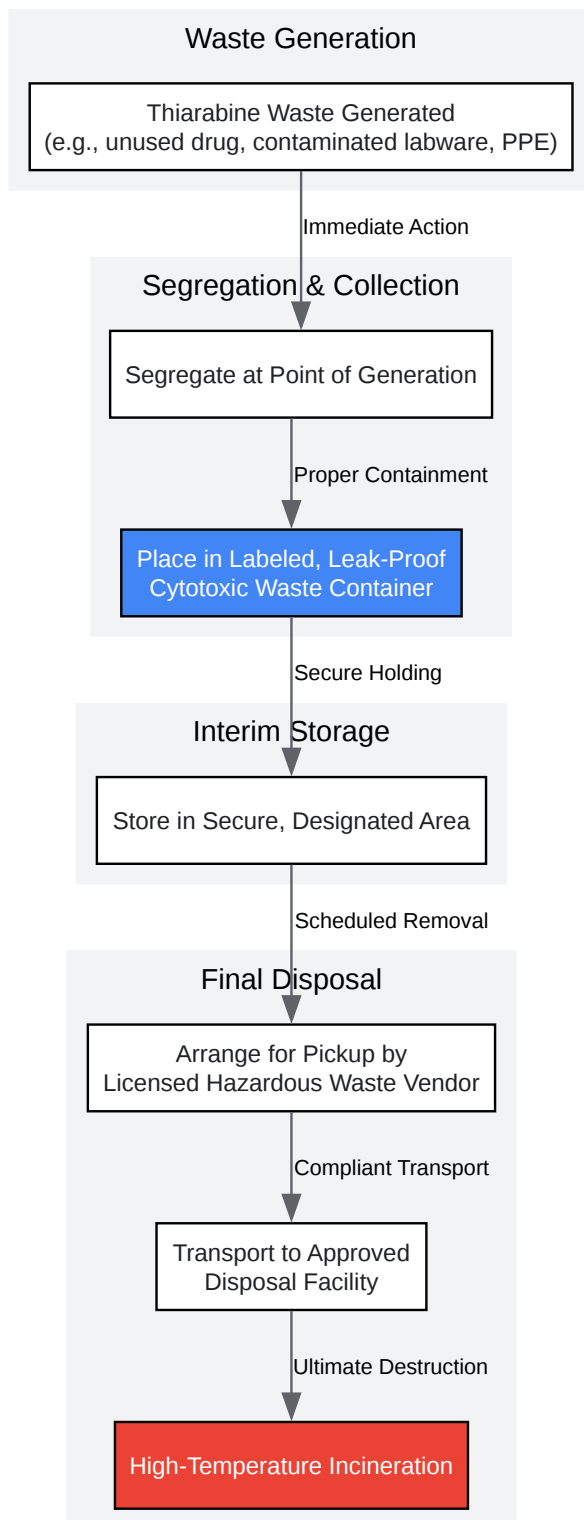 Waste Generation
Thiarabine Waste Generated
(e.g., unused drug, contaminated labware, PPE)
Immediate Action
Segregation & Collection
Segregate at Point of Generation
Proper Containment
Place in Labeled, Leak-Proof
Cytotoxic Waste Container
Secure Holding
Interim Storage
Store in Secure, Designated Area
Scheduled Removal
Final Disposal
Arrange for Pickup by
Licensed Hazardous Waste Vendor
Compliant Transport
Transport to Approved
Disposal Facility
Ultimate Destruction
High-Temperature Incineration